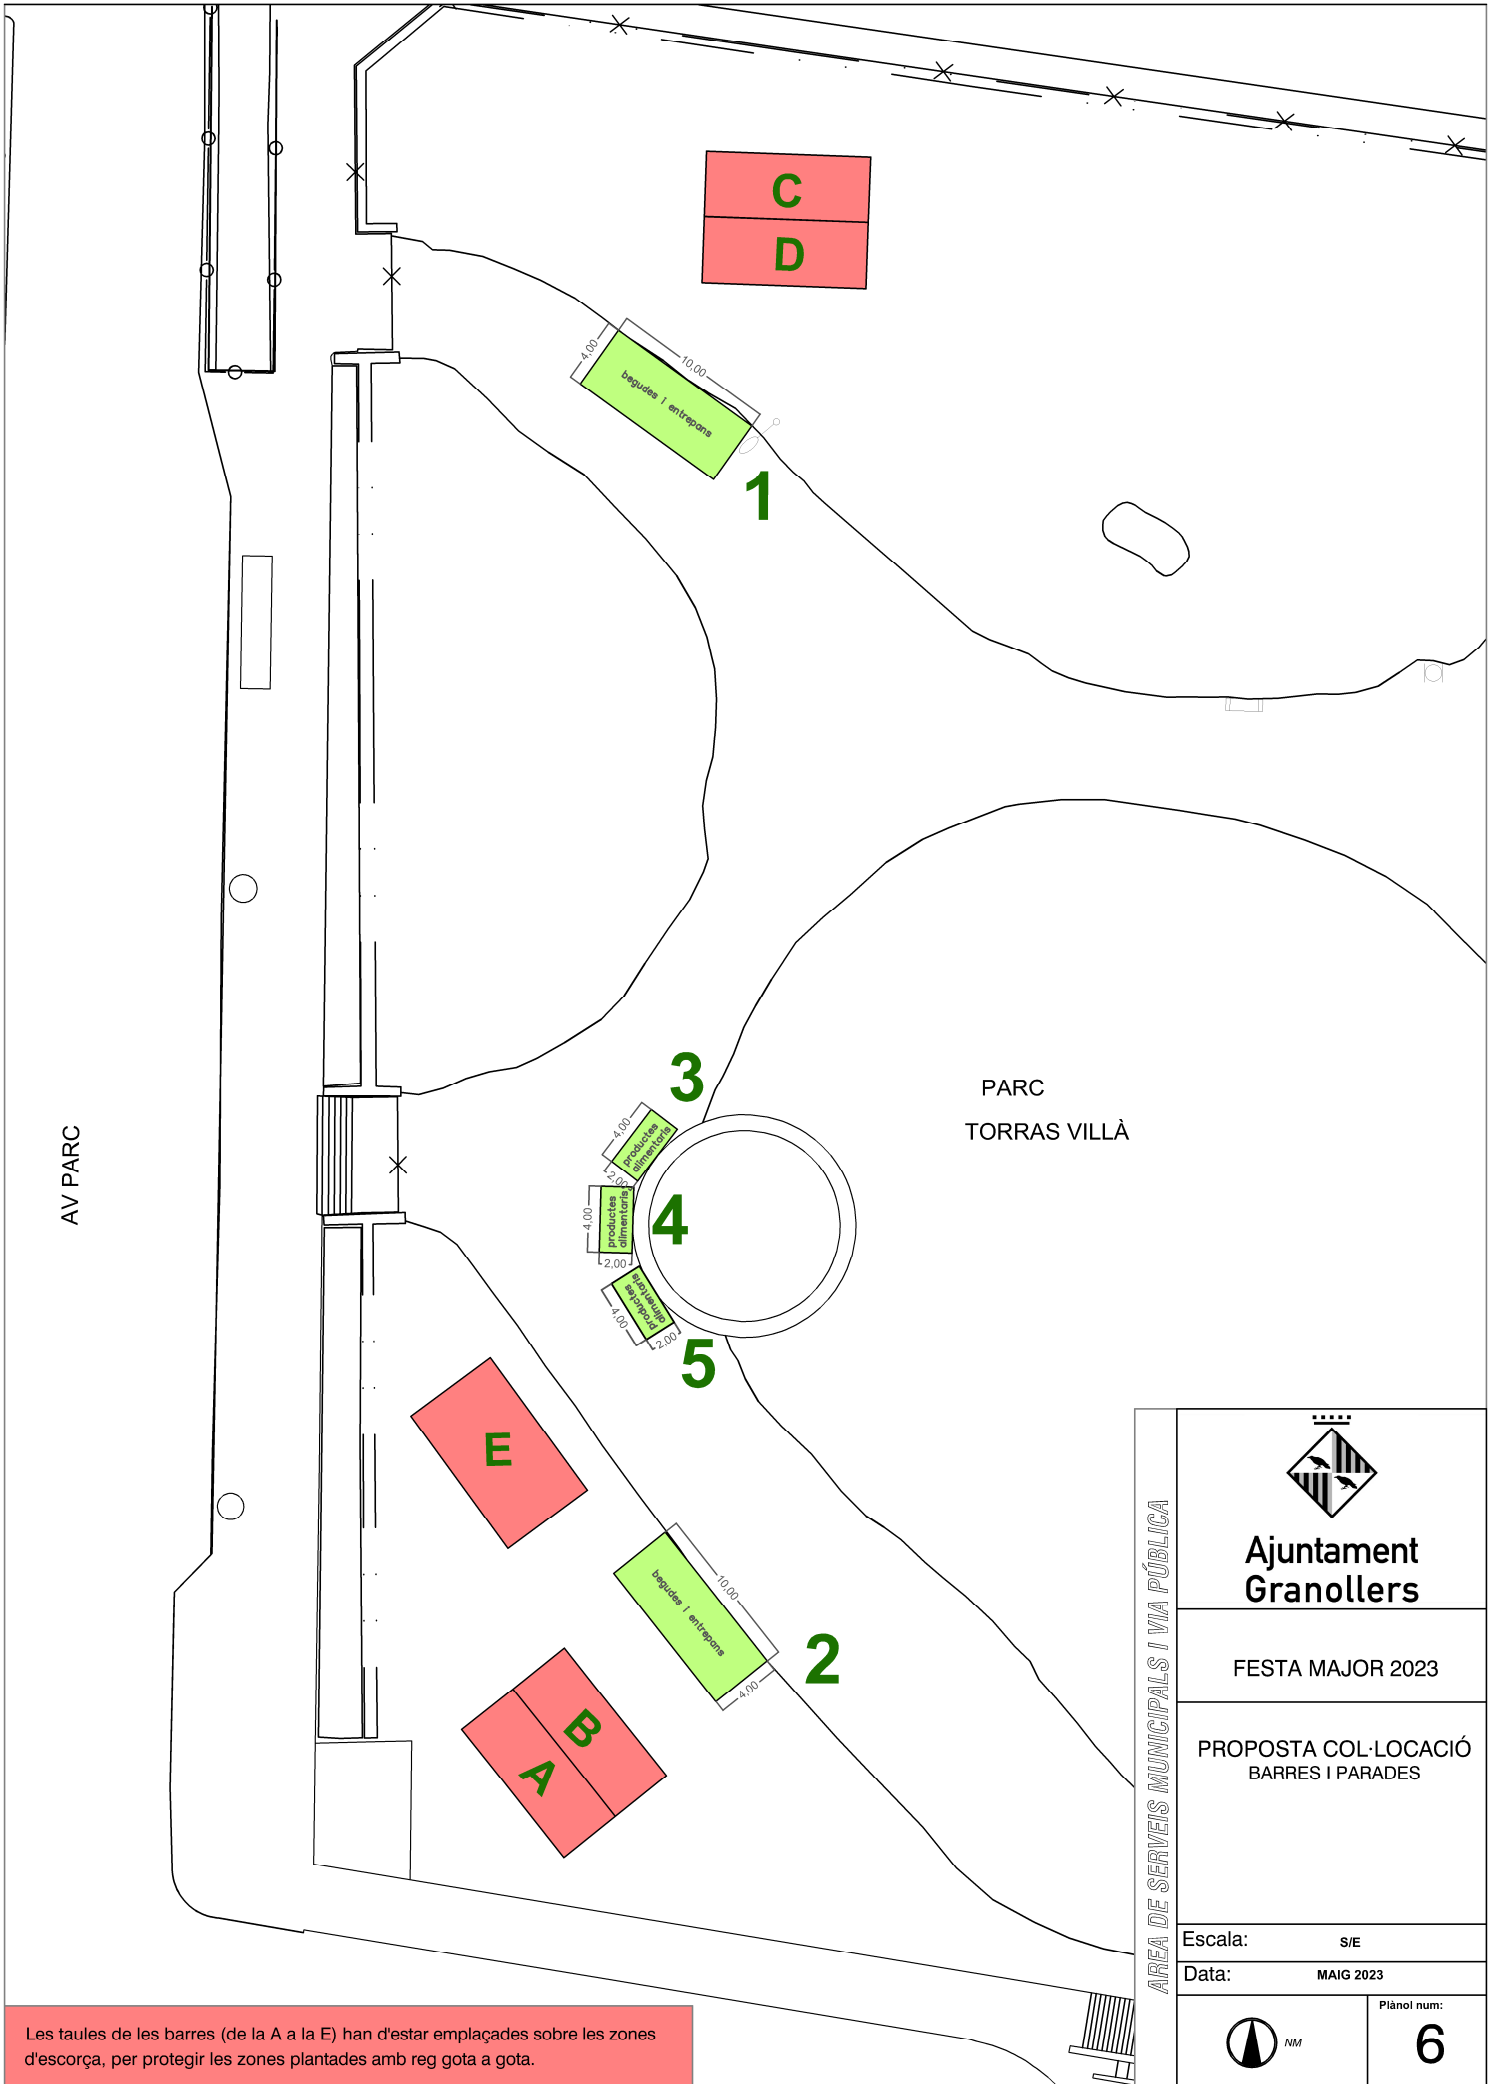 C
D
4,00
10,00
begudes i entrepans
1
3
4,00
productes
alimentaris
2,00
4
4,00
productes
alimentaris
2,00
5
4,00
productes
alimentaris
2,00
PARC
TORRAS VILLÀ
AV PARC
E
10,00
begudes i entrepans
4,00
2
B
A
AREA DE SERVEIS MUNICIPALS I VIA PÚBLICA
Ajuntament
Granollers
FESTA MAJOR 2023
PROPOSTA COL·LOCACIÓ
BARRES I PARADES
Escala: S/E
Data: MAIG 2023
NM
Plànol num:
6
Les taules de les barres (de la A a la E) han d'estar emplaçades sobre les zones
d'escorça, per protegir les zones plantades amb reg gota a gota.